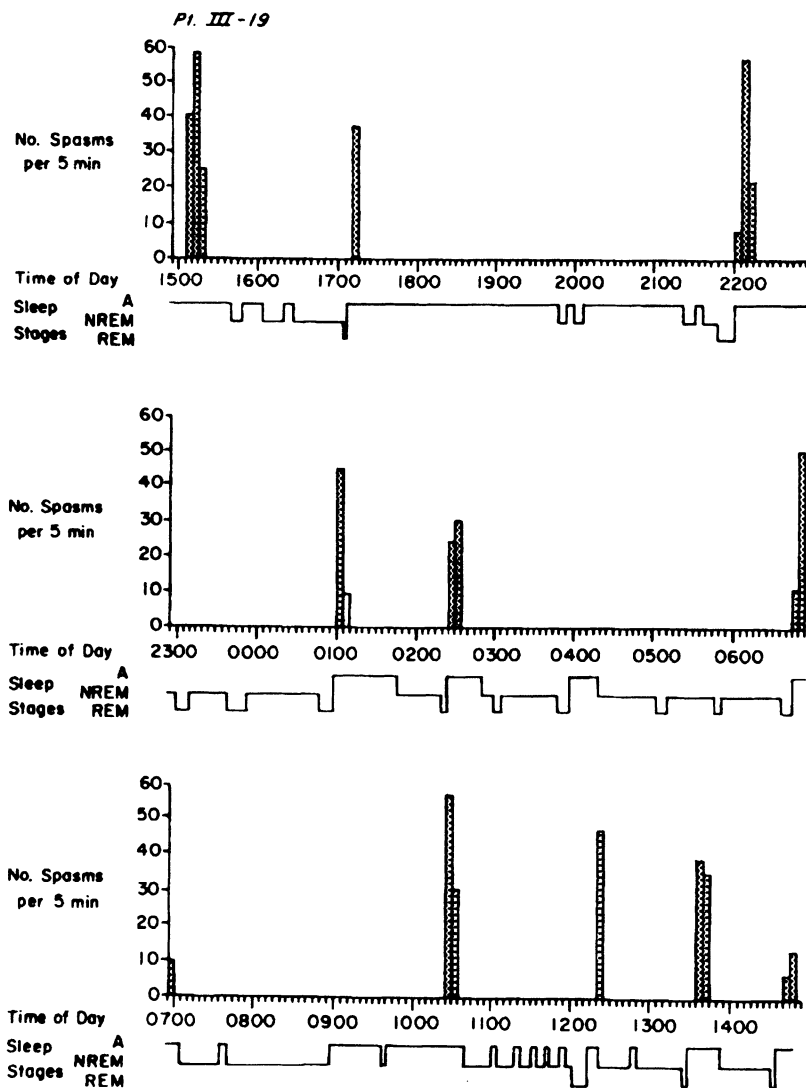 Pt. III-19
60
50
40
30
20
10
0
No. Spasms
per 5 min
Time of Day 1500 1600 1700 1800 1900 2000 2100 2200
Sleep A
NREM
Stages REM
60
50
40
30
20
10
0
No. Spasms
per 5 min
Time of Day 2300 0000 0100 0200 0300 0400 0500 0600
Sleep A
NREM
Stages REM
60
50
40
30
20
10
0
No. Spasms
per 5 min
Time of Day 0700 0800 0900 1000 1100 1200 1300 1400
Sleep A
NREM
Stages REM